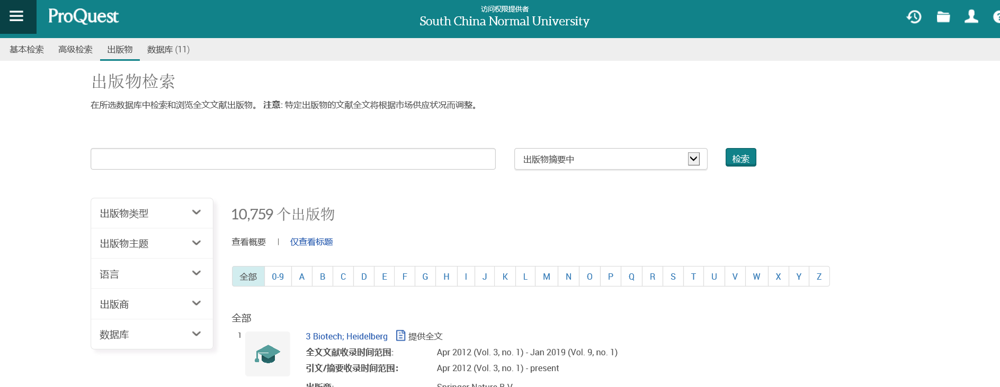 ProQuest
访问权限提供者
South China Normal University
基本检索 高级检索 出版物 数据库 (11)
出版物检索
在所选数据库中检索和浏览全文文献出版物。 注意: 特定出版物的文献全文将根据市场供应状况而调整。
出版物摘要中
检索
出版物类型
出版物主题
语言
出版商
数据库
10,759 个出版物
查看概要 | 仅查看标题
全部 0-9 A B C D E F G H I J K L M N O P Q R S T U V W X Y Z
全部
1
3 Biotech; Heidelberg 提供全文
全文文献收录时间范围: Apr 2012 (Vol. 3, no. 1) - Jan 2019 (Vol. 9, no. 1)
引文/摘要收录时间范围: Apr 2012 (Vol. 3, no. 1) - present
出版商: Springer Nature B.V.